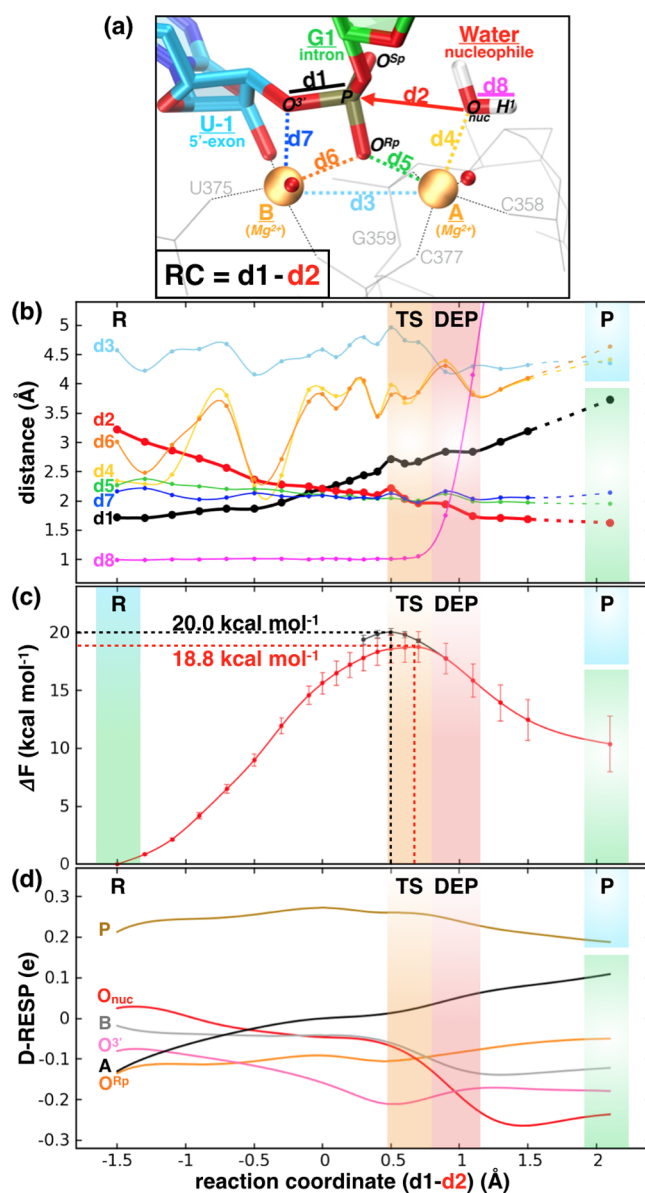 (a)
G1
intron
Water
nucleophile
O^Sp
d1
d8
O^3'
P
d2
O_nuc H^1
U-1
5'-exon
d7
d4
O^Rp
d6
d5
U375
d3
C358
B
(Mg²⁺)
A
(Mg²⁺)
G359
C377
RC = d1-d2
(b)
R
TS
DEP
P
d3
d2
d6
d4
d5
d7
d1
d8
5
4.5
4
3.5
3
2.5
2
1.5
1
distance (Å)
(c)
R
TS
DEP
P
20.0 kcal mol⁻¹
18.8 kcal mol⁻¹
20
15
10
5
0
ΔF (kcal mol⁻¹)
(d)
R
TS
DEP
P
P
O_nuc
B
O^3'
A
O^Rp
0.3
0.2
0.1
0
-0.1
-0.2
-0.3
D-RESP (e)
-1.5 -1 -0.5 0 0.5 1 1.5 2
reaction coordinate (d1-d2) (Å)